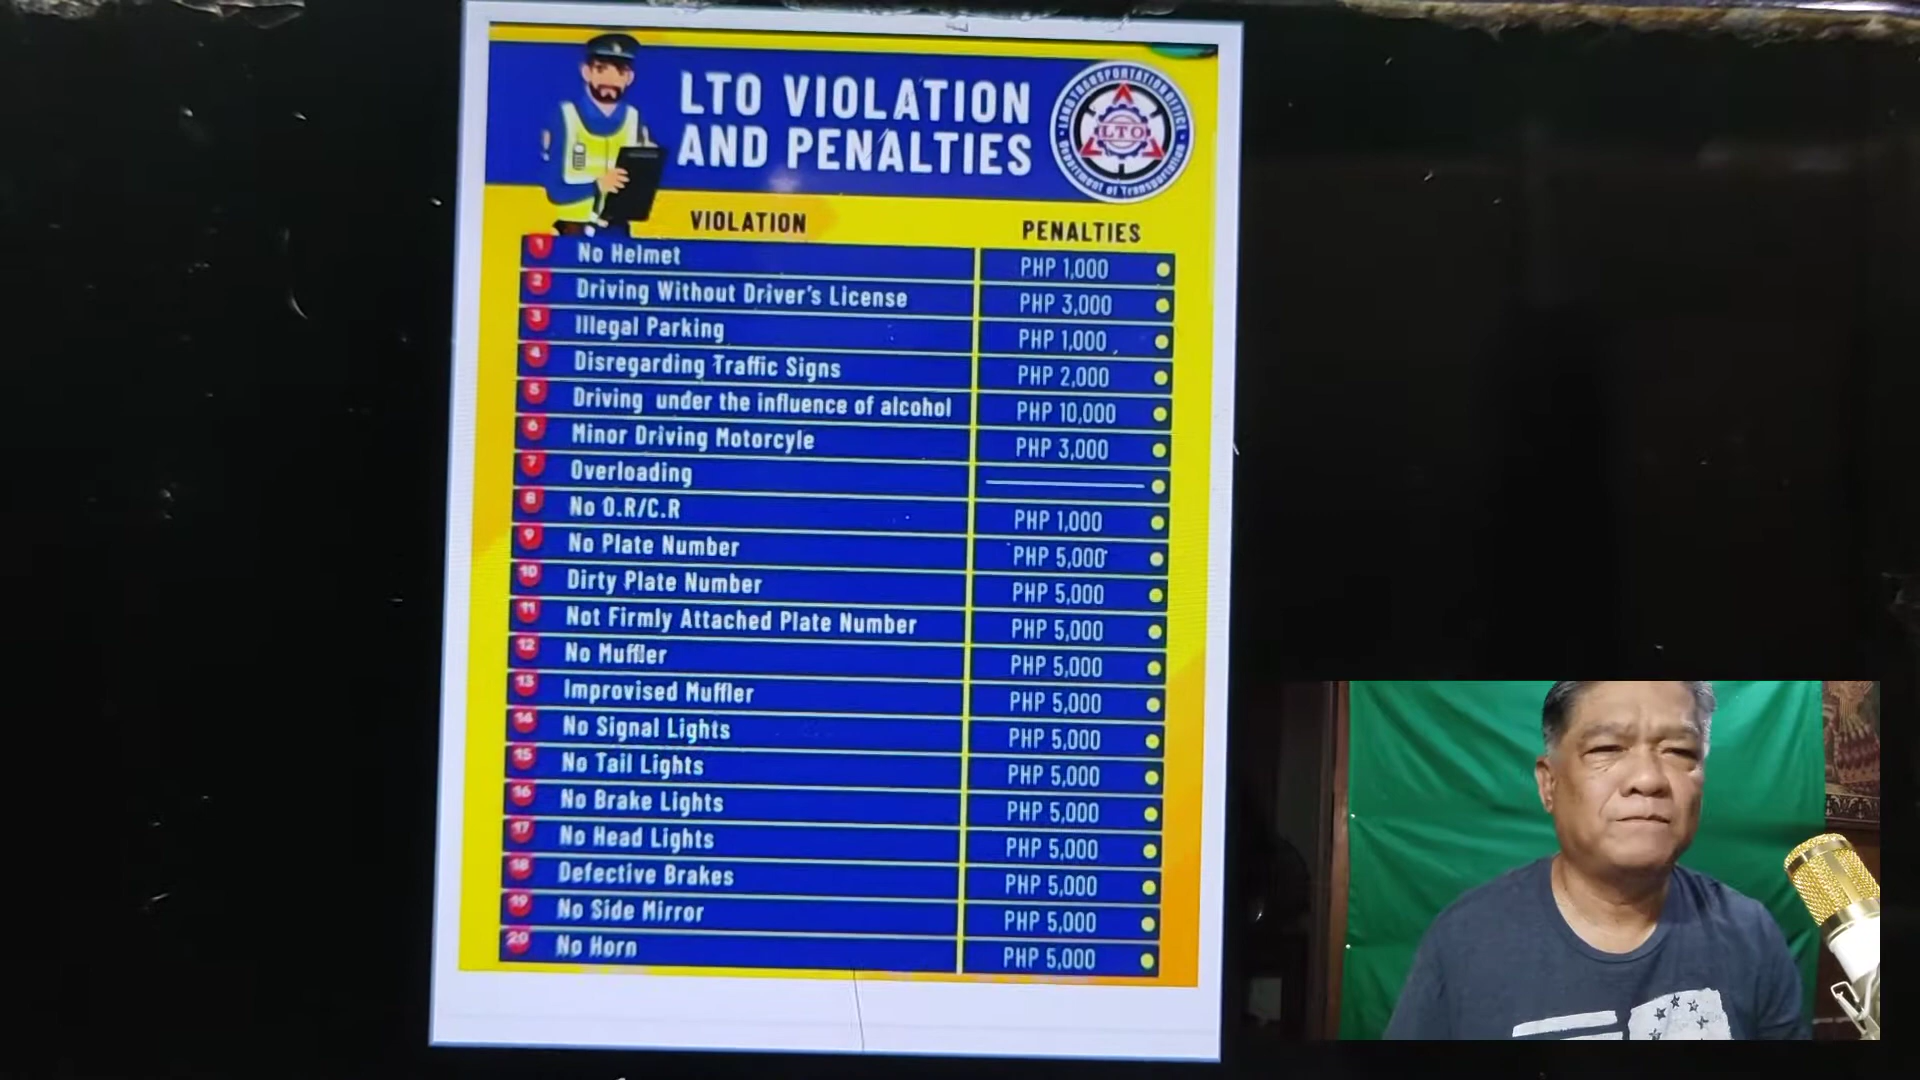 LTO VIOLATION
AND PENALTIES
LAND TRANSPORTATION OFFICE
LTO
Department of Transportation
VIOLATION PENALTIES
1 No Helmet PHP 1,000
2 Driving Without Driver's License PHP 3,000
3 Illegal Parking PHP 1,000
4 Disregarding Traffic Signs PHP 2,000
5 Driving under the influence of alcohol PHP 10,000
6 Minor Driving Motorcyle PHP 3,000
7 Overloading
8 No O.R/C.R PHP 1,000
9 No Plate Number PHP 5,000
10 Dirty Plate Number PHP 5,000
11 Not Firmly Attached Plate Number PHP 5,000
12 No Muffler PHP 5,000
13 Improvised Muffler PHP 5,000
14 No Signal Lights PHP 5,000
15 No Tail Lights PHP 5,000
16 No Brake Lights PHP 5,000
17 No Head Lights PHP 5,000
18 Defective Brakes PHP 5,000
19 No Side Mirror PHP 5,000
20 No Horn PHP 5,000